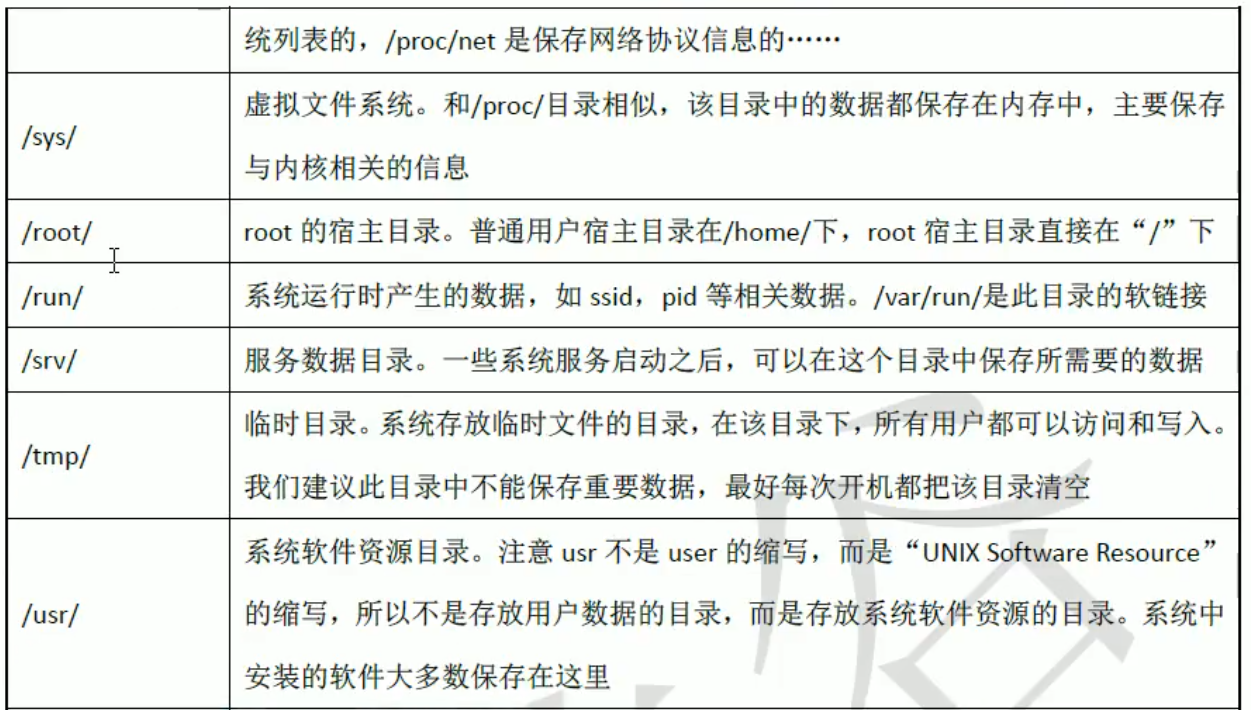 统列表的，/proc/net 是保存网络协议信息的……
/sys/
虚拟文件系统。和/proc/目录相似，该目录中的数据都保存在内存中，主要保存
与内核相关的信息
/root/
root 的宿主目录。普通用户宿主目录在/home/下，root 宿主目录直接在“/”下
/run/
系统运行时产生的数据，如 ssid，pid 等相关数据。/var/run/是此目录的软链接
/srv/
服务数据目录。一些系统服务启动之后，可以在这个目录中保存所需要的数据
/tmp/
临时目录。系统存放临时文件的目录，在该目录下，所有用户都可以访问和写入。
我们建议此目录中不能保存重要数据，最好每次开机都把该目录清空
/usr/
系统软件资源目录。注意 usr 不是 user 的缩写，而是“UNIX Software Resource”
的缩写，所以不是存放用户数据的目录，而是存放系统软件资源的目录。系统中
安装的软件大多数保存在这里